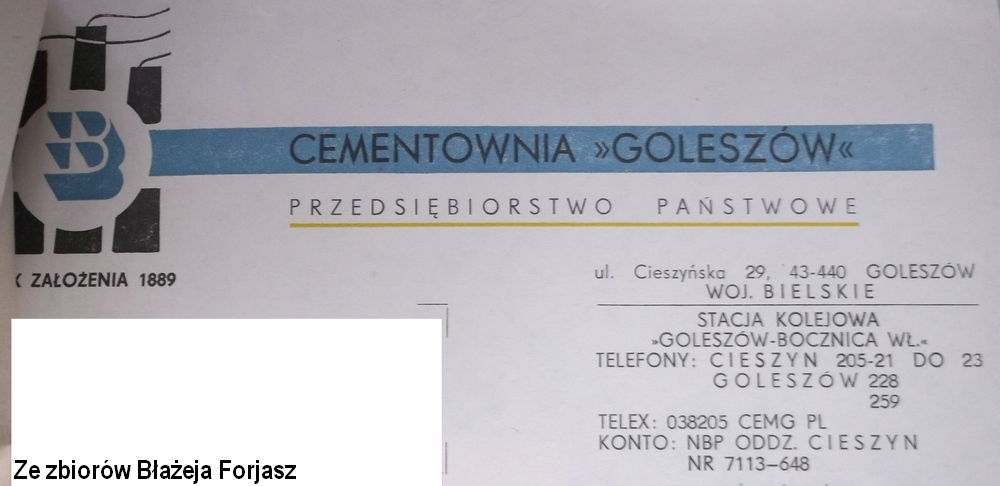 CEMENTOWNIA »GOLESZÓW«
PRZEDSIĘBIORSTWO PAŃSTWOWE
K ZAŁOŻENIA 1889
ul. Cieszyńska 29, 43-440 GOLESZÓW
WOJ. BIELSKIE
STACJA KOLEJOWA
»GOLESZÓW-BOCZNICA WŁ.«
TELEFONY: CIESZYN 205-21 DO 23
GOLESZÓW 228
259
TELEX: 038205 CEMG PL
KONTO: NBP ODDZ. CIESZYN
NR 7113–648
Ze zbiorów Błażeja Forjasz